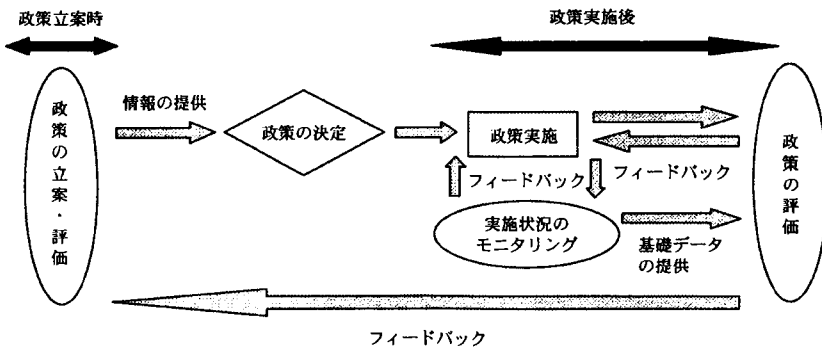 政策立案時
政策実施後
政策の立案・評価
情報の提供
政策の決定
政策実施
フィードバック
フィードバック
実施状況の
モニタリング
基礎データ
の提供
政策の評価
フィードバック